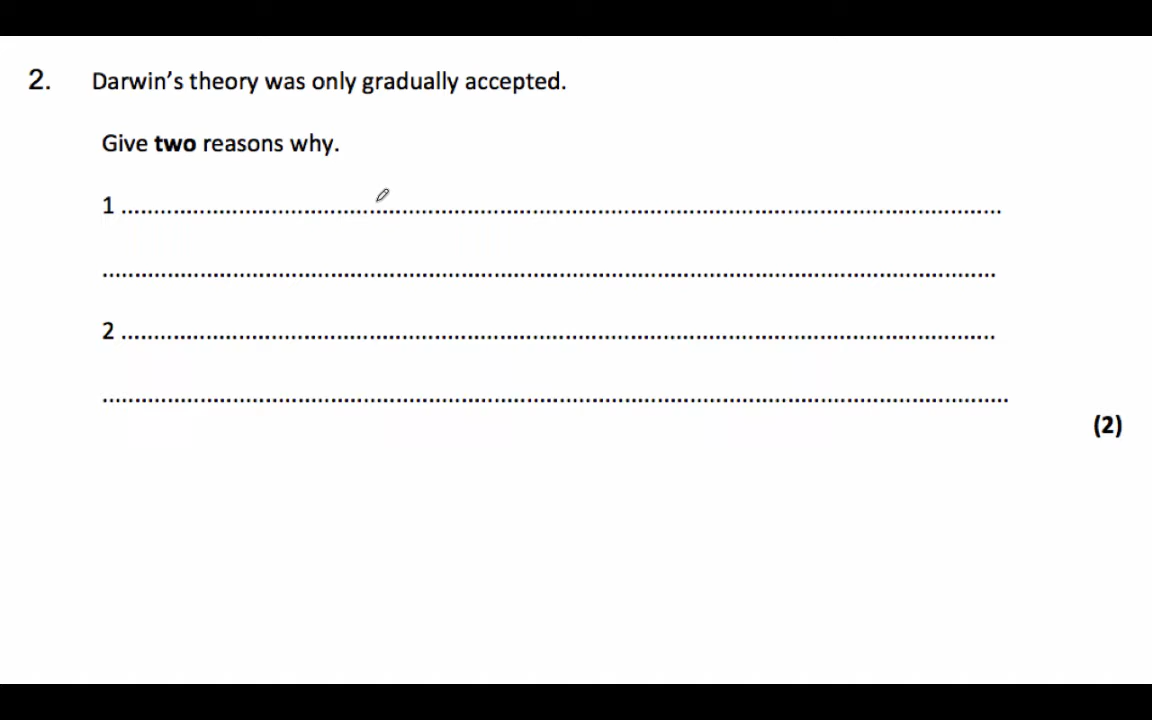 2. Darwin's theory was only gradually accepted.
Give two reasons why.
1 ................................................................................................................
..................................................................................................................
2 ................................................................................................................
..................................................................................................................
(2)